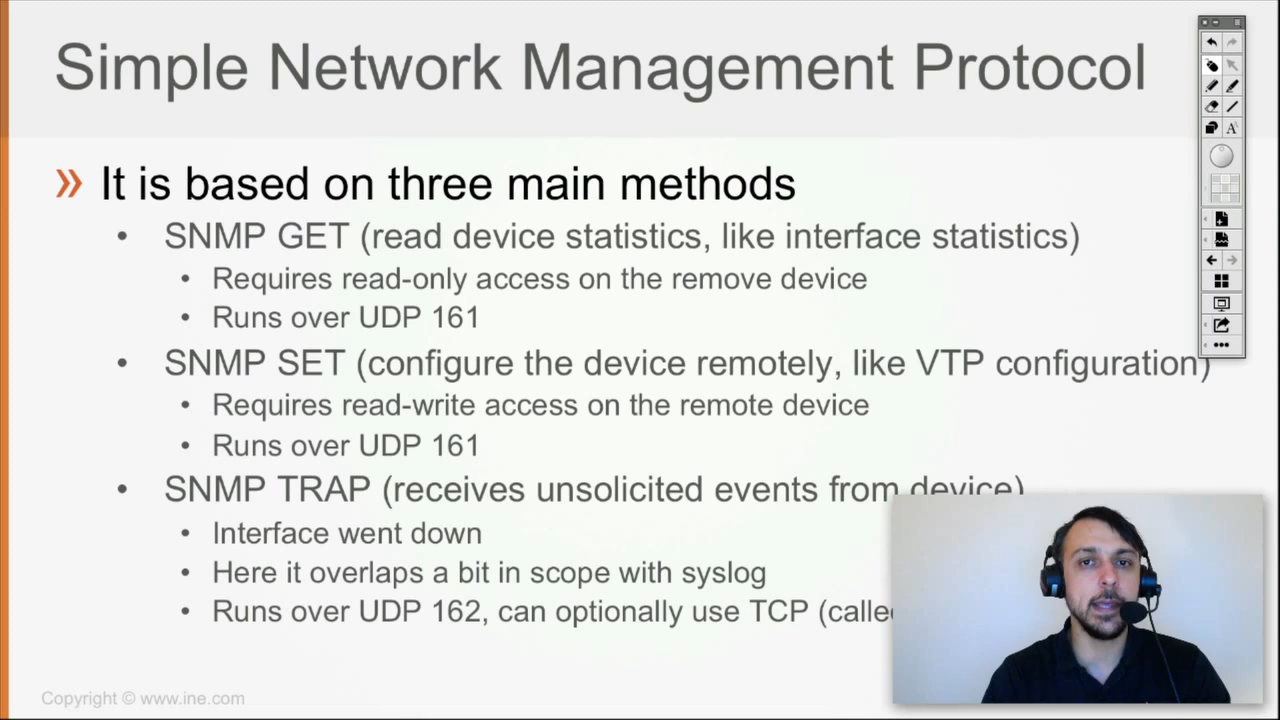 Simple Network Management Protocol
» It is based on three main methods
• SNMP GET (read device statistics, like interface statistics)
• Requires read-only access on the remove device
• Runs over UDP 161
• SNMP SET (configure the device remotely, like VTP configuration)
• Requires read-write access on the remote device
• Runs over UDP 161
• SNMP TRAP (receives unsolicited events from device)
• Interface went down
• Here it overlaps a bit in scope with syslog
• Runs over UDP 162, can optionally use TCP
Copyright © www.ine.com